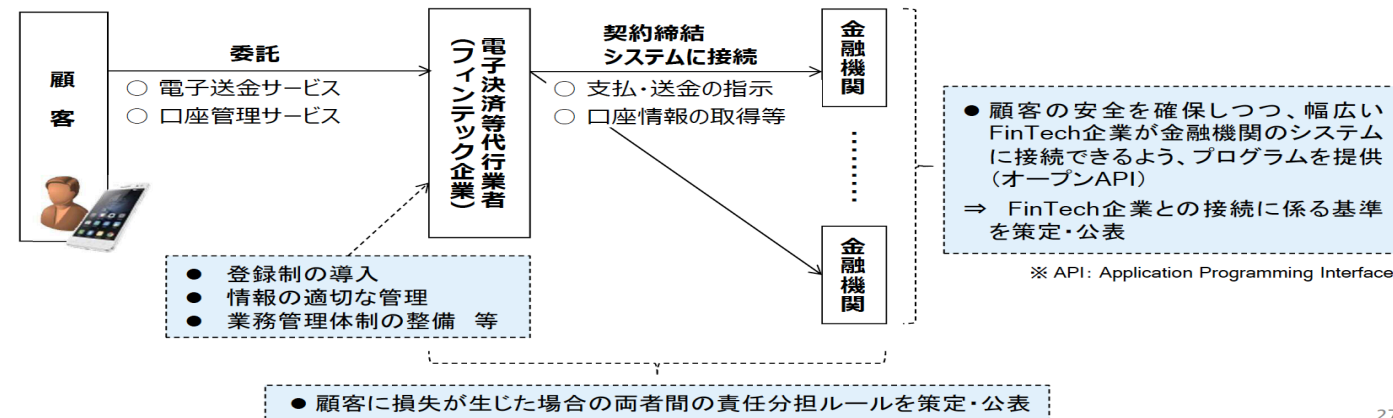 顧客
委託
○ 電子送金サービス
○ 口座管理サービス
電子決済等代行業者
(フィンテック企業)
契約締結
システムに接続
○ 支払・送金の指示
○ 口座情報の取得等
金融機関
………
金融機関
● 顧客の安全を確保しつつ、幅広い
FinTech企業が金融機関のシステム
に接続できるよう、プログラムを提供
(オープンAPI)
⇒ FinTech企業との接続に係る基準
を策定・公表
※ API: Application Programming Interface
● 登録制の導入
● 情報の適切な管理
● 業務管理体制の整備 等
● 顧客に損失が生じた場合の両者間の責任分担ルールを策定・公表